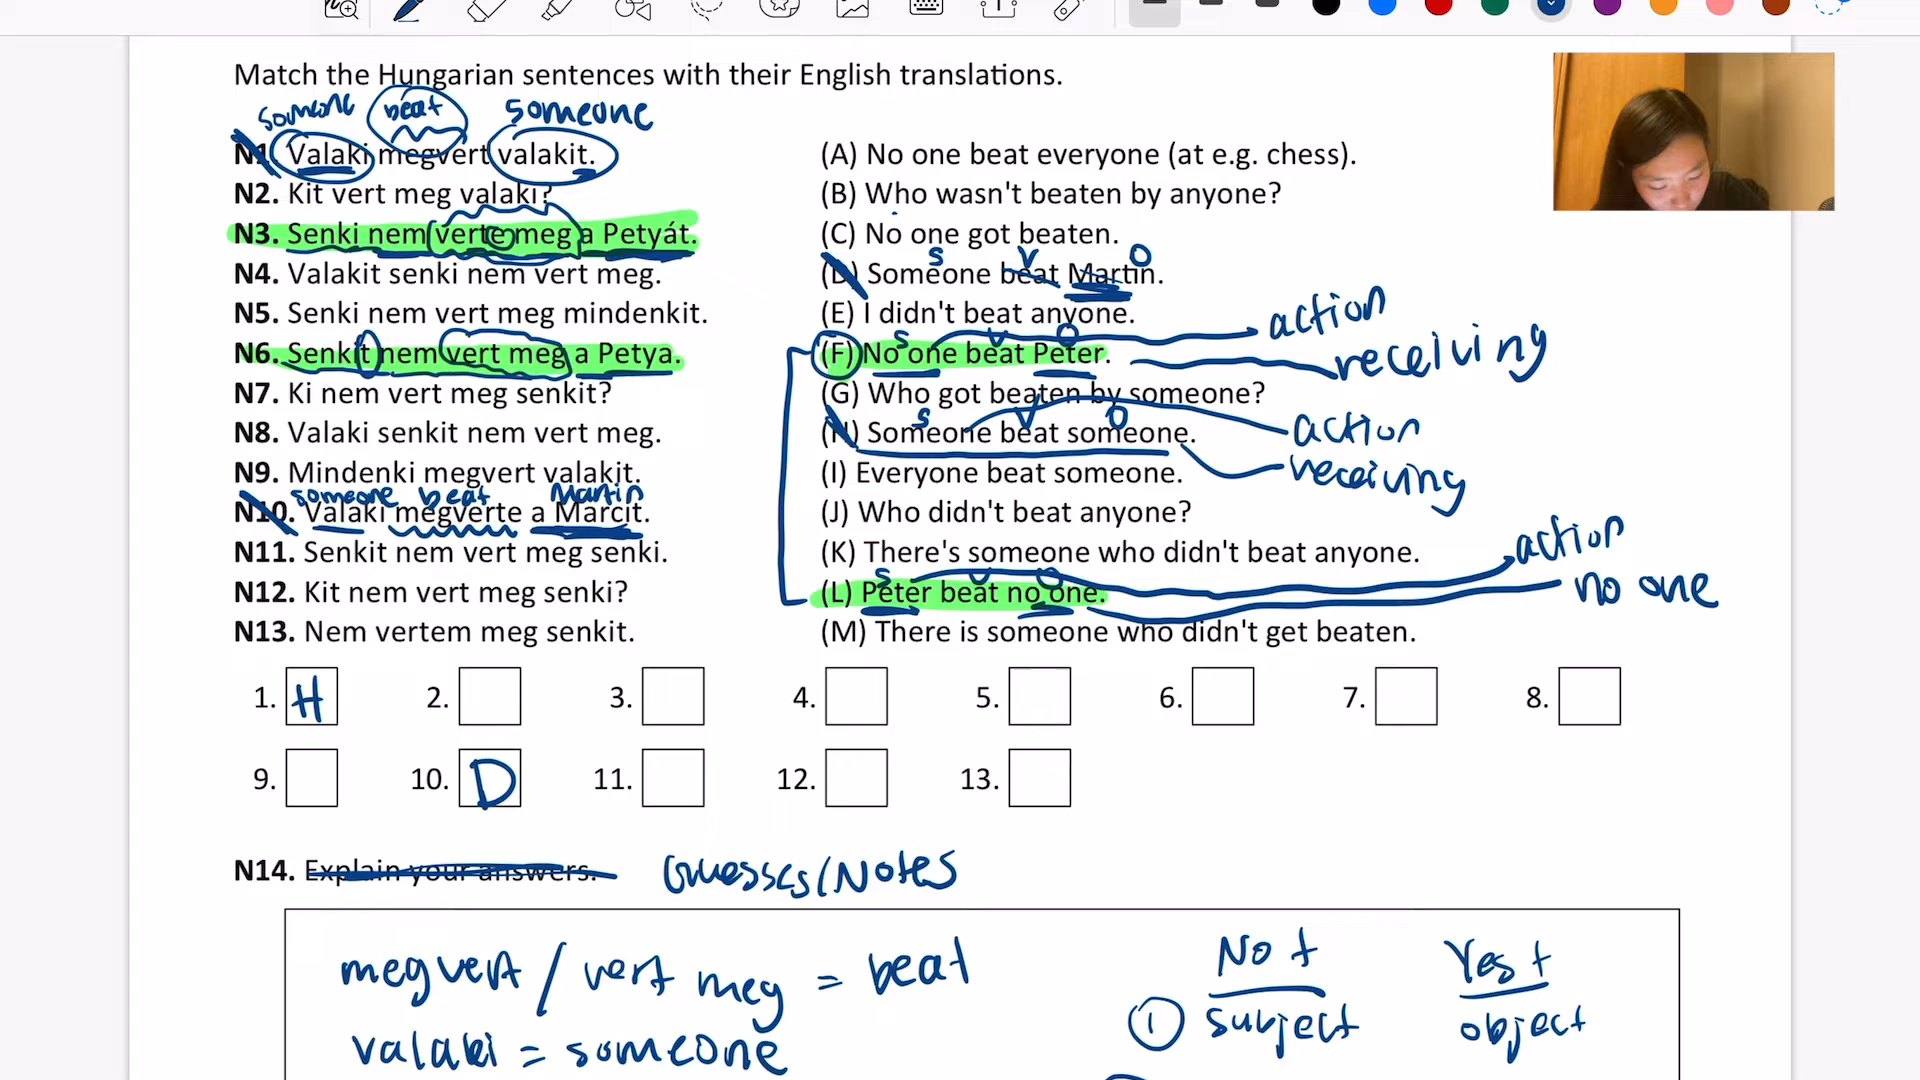 Match the Hungarian sentences with their English translations.
someone beat someone
N1. Valaki megvert valakit.
N2. Kit vert meg valaki?
N3. Senki nem verte meg a Petyát.
N4. Valakit senki nem vert meg.
N5. Senki nem vert meg mindenkit.
N6. Senkit nem vert meg a Petya.
N7. Ki nem vert meg senkit?
N8. Valaki senkit nem vert meg.
N9. Mindenki megvert valakit.
someone beat Martin
N10. Valaki megverte a Marcit.
N11. Senkit nem vert meg senki.
N12. Kit nem vert meg senki?
N13. Nem vertem meg senkit.
(A) No one beat everyone (at e.g. chess).
(B) Who wasn't beaten by anyone?
(C) No one got beaten.
S V O
(D) Someone beat Martin.
(E) I didn't beat anyone.
S V O
action
(F) No one beat Peter.
receiving
(G) Who got beaten by someone?
S V O
action
(H) Someone beat someone.
receiving
(I) Everyone beat someone.
(J) Who didn't beat anyone?
(K) There's someone who didn't beat anyone.
action
S V O
(L) Peter beat no one.
no one
(M) There is someone who didn't get beaten.
1. H 2. 3. 4. 5. 6. 7. 8.
9. 10. D 11. 12. 13.
N14. Explain your answers. Guesses/Notes
megvert / vert meg = beat
valaki = someone
No t Yes t
1 subject object